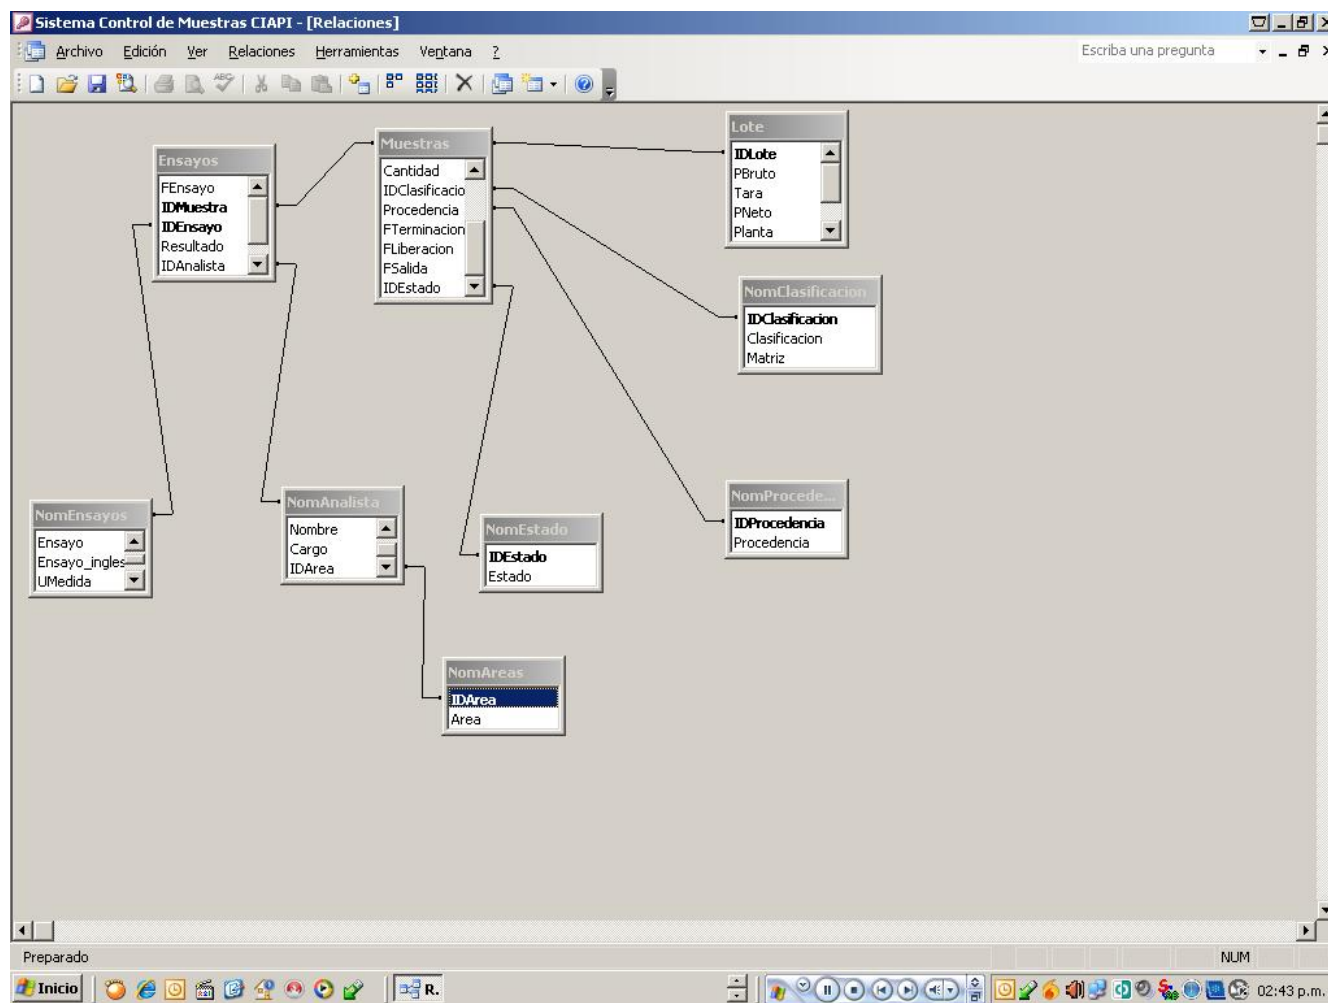 Sistema Control de Muestras CIAPI - [Relaciones]
Archivo Edición Ver Relaciones Herramientas Ventana ? Escriba una pregunta
Ensayos
FEnsayo
IDMuestra
IDEnsayo
Resultado
IDAnalista
Muestras
Cantidad
IDClasificacio
Procedencia
FTerminacion
FLiberacion
FSalida
IDEstado
Lote
IDLote
PBruto
Tara
PNeto
Planta
NomClasificacion
IDClasificacion
Clasificacion
Matriz
NomEnsayos
Ensayo
Ensayo_ingles
UMedida
NomAnalista
Nombre
Cargo
IDArea
NomEstado
IDEstado
Estado
NomProcede...
IDProcedencia
Procedencia
NomAreas
IDArea
Area
Preparado NUM
Inicio R. 02:43 p.m.